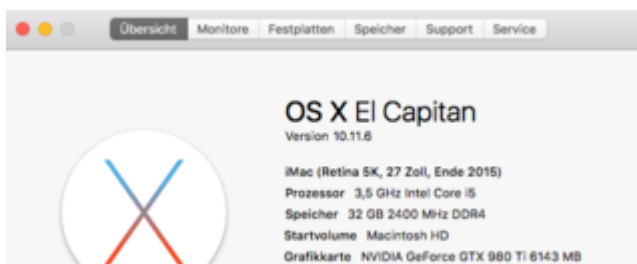 Übersicht Monitore Festplatten Speicher Support Service
OS X El Capitan
Version 10.11.6
iMac (Retina 5K, 27 Zoll, Ende 2015)
Prozessor 3,5 GHz Intel Core i5
Speicher 32 GB 2400 MHz DDR4
Startvolume Macintosh HD
Grafikkarte NVIDIA GeForce GTX 980 Ti 6143 MB